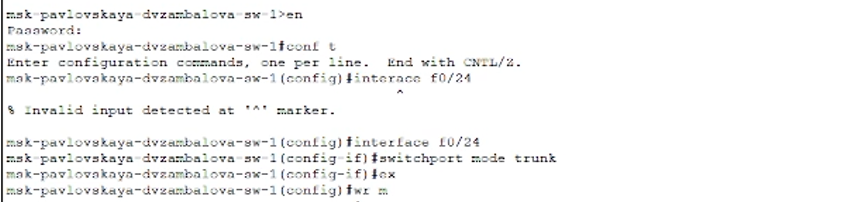 msk-pavlovskaya-dvzambalova-sw-1>en
Password:
msk-pavlovskaya-dvzambalova-sw-1#conf t
Enter configuration commands, one per line.  End with CNTL/Z.
msk-pavlovskaya-dvzambalova-sw-1(config)#interace f0/24
^
% Invalid input detected at '^' marker.
msk-pavlovskaya-dvzambalova-sw-1(config)#interface f0/24
msk-pavlovskaya-dvzambalova-sw-1(config-if)#switchport mode trunk
msk-pavlovskaya-dvzambalova-sw-1(config-if)#ex
msk-pavlovskaya-dvzambalova-sw-1(config)#wr m